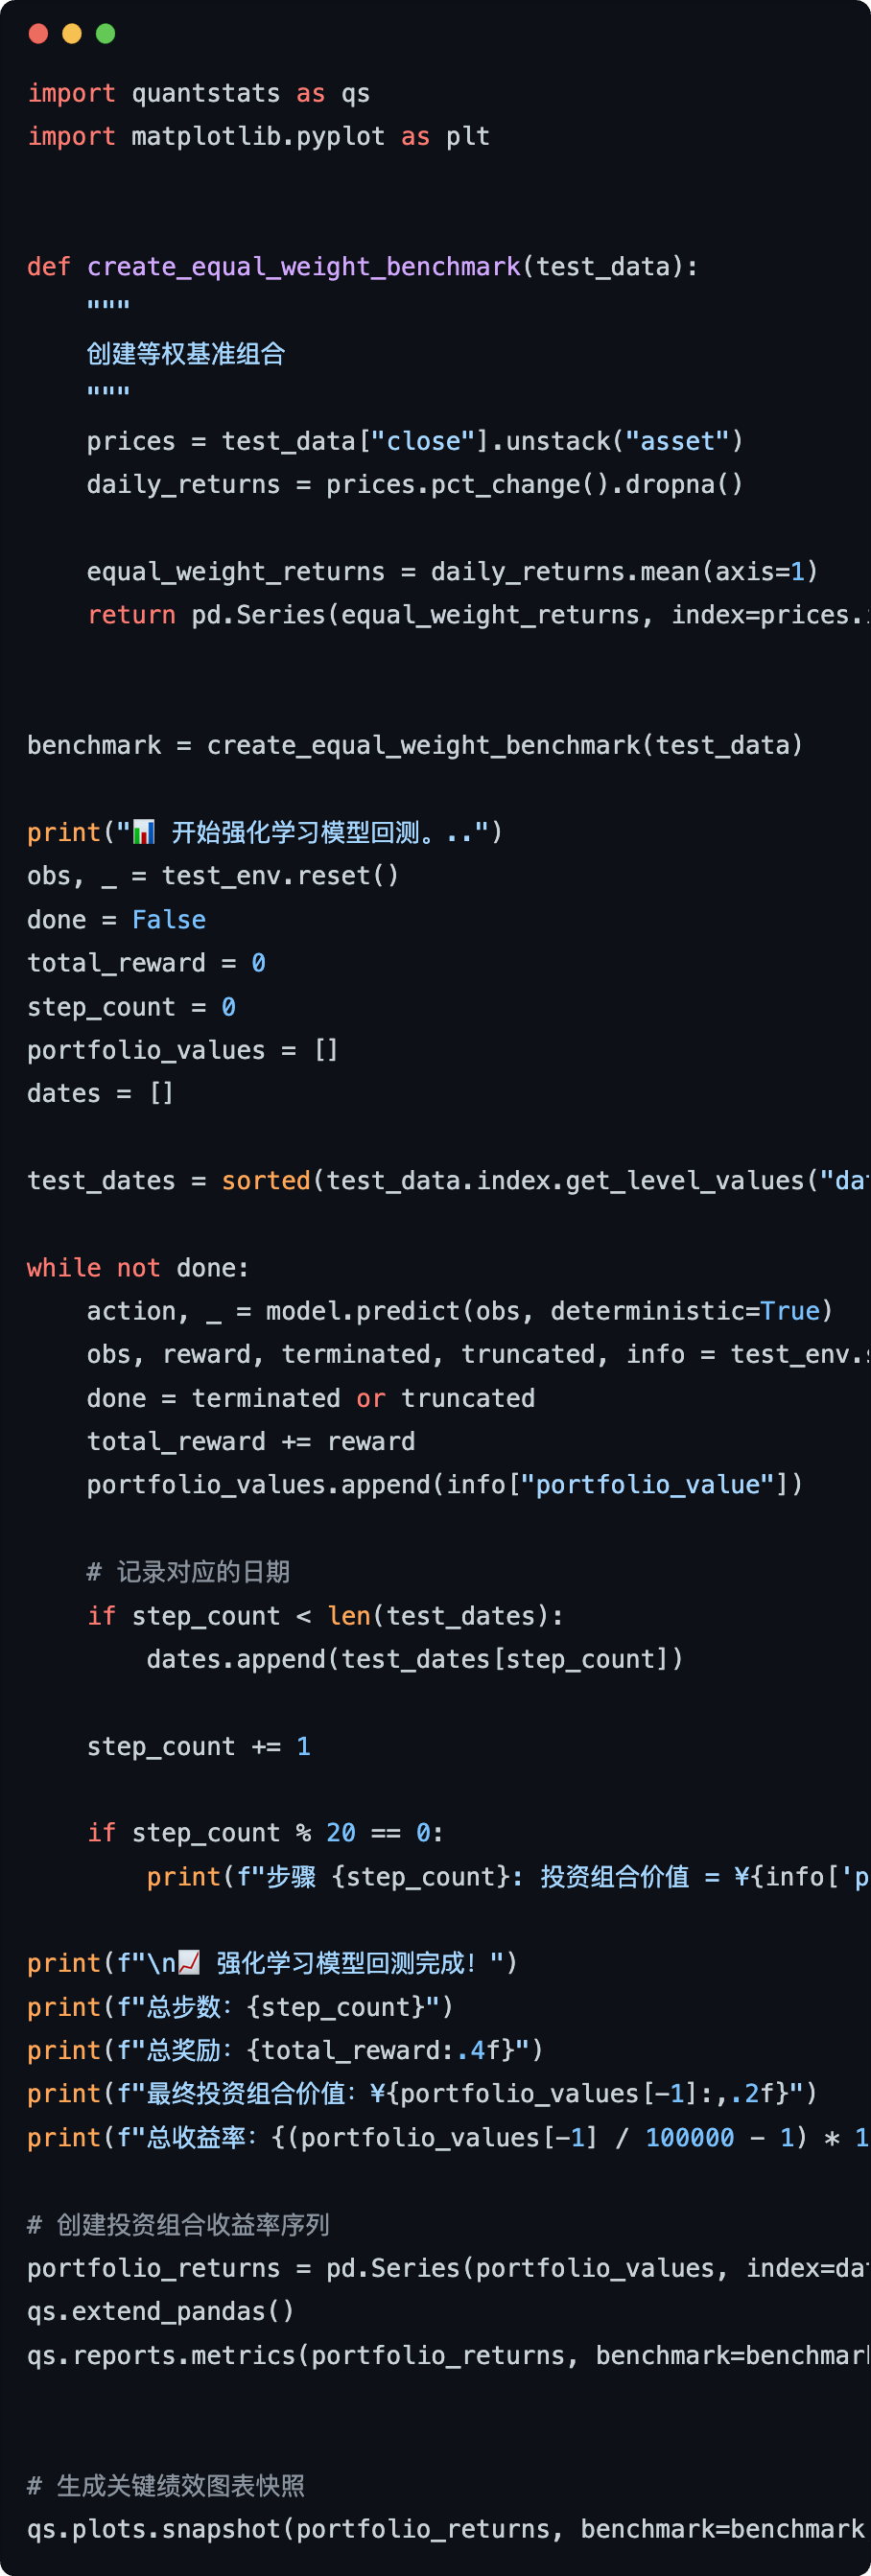 import quantstats as qs
import matplotlib.pyplot as plt
def create_equal_weight_benchmark(test_data):
"""
创建等权基准组合
"""
prices = test_data["close"].unstack("asset")
daily_returns = prices.pct_change().dropna()
equal_weight_returns = daily_returns.mean(axis=1)
return pd.Series(equal_weight_returns, index=prices.
benchmark = create_equal_weight_benchmark(test_data)
print("📊 开始强化学习模型回测。..")
obs, _ = test_env.reset()
done = False
total_reward = 0
step_count = 0
portfolio_values = []
dates = []
test_dates = sorted(test_data.index.get_level_values("da
while not done:
action, _ = model.predict(obs, deterministic=True)
obs, reward, terminated, truncated, info = test_env.
done = terminated or truncated
total_reward += reward
portfolio_values.append(info["portfolio_value"])
# 记录对应的日期
if step_count < len(test_dates):
dates.append(test_dates[step_count])
step_count += 1
if step_count % 20 == 0:
print(f"步骤 {step_count}: 投资组合价值 = ¥{info['p
print(f"\n📈 强化学习模型回测完成！")
print(f"总步数：{step_count}")
print(f"总奖励：{total_reward:.4f}")
print(f"最终投资组合价值：¥{portfolio_values[-1]:,.2f}")
print(f"总收益率：{(portfolio_values[-1] / 100000 - 1) * 1
# 创建投资组合收益率序列
portfolio_returns = pd.Series(portfolio_values, index=da
qs.extend_pandas()
qs.reports.metrics(portfolio_returns, benchmark=benchmar
# 生成关键绩效图表快照
qs.plots.snapshot(portfolio_returns, benchmark=benchmark